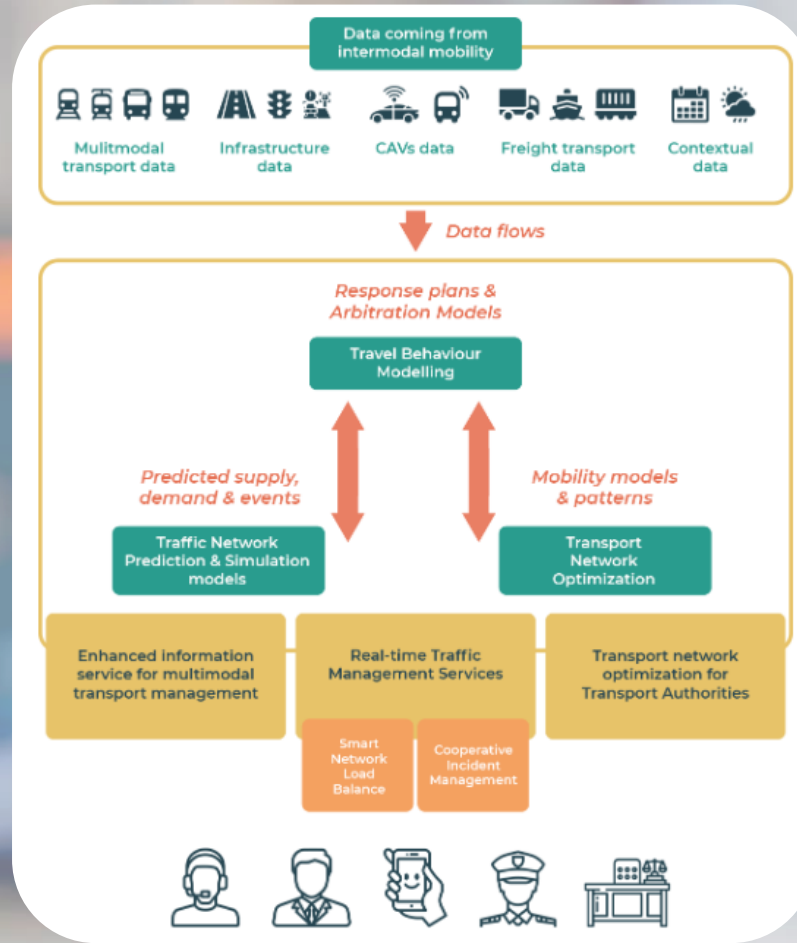 Data coming from
intermodal mobility
Mulitmodal
transport data
Infrastructure
data
CAVs data
Freight transport
data
Contextual
data
Data flows
Response plans &
Arbitration Models
Travel Behaviour
Modelling
Predicted supply,
demand & events
Mobility models
& patterns
Traffic Network
Prediction & Simulation
models
Transport
Network
Optimization
Enhanced information
service for multimodal
transport management
Real-time Traffic
Management Services
Transport network
optimization for
Transport Authorities
Smart
Network
Load
Balance
Cooperative
Incident
Management